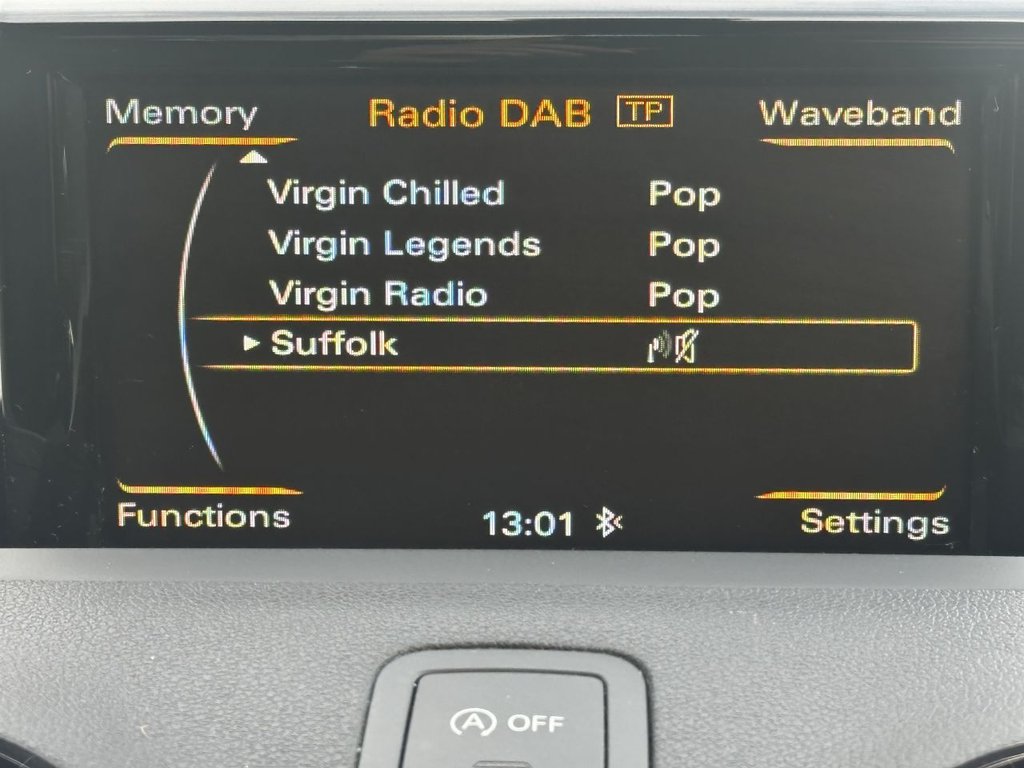 Memory Radio DAB TP Waveband
Virgin Chilled Pop
Virgin Legends Pop
Virgin Radio Pop
Suffolk
Functions 13:01 Settings
A OFF